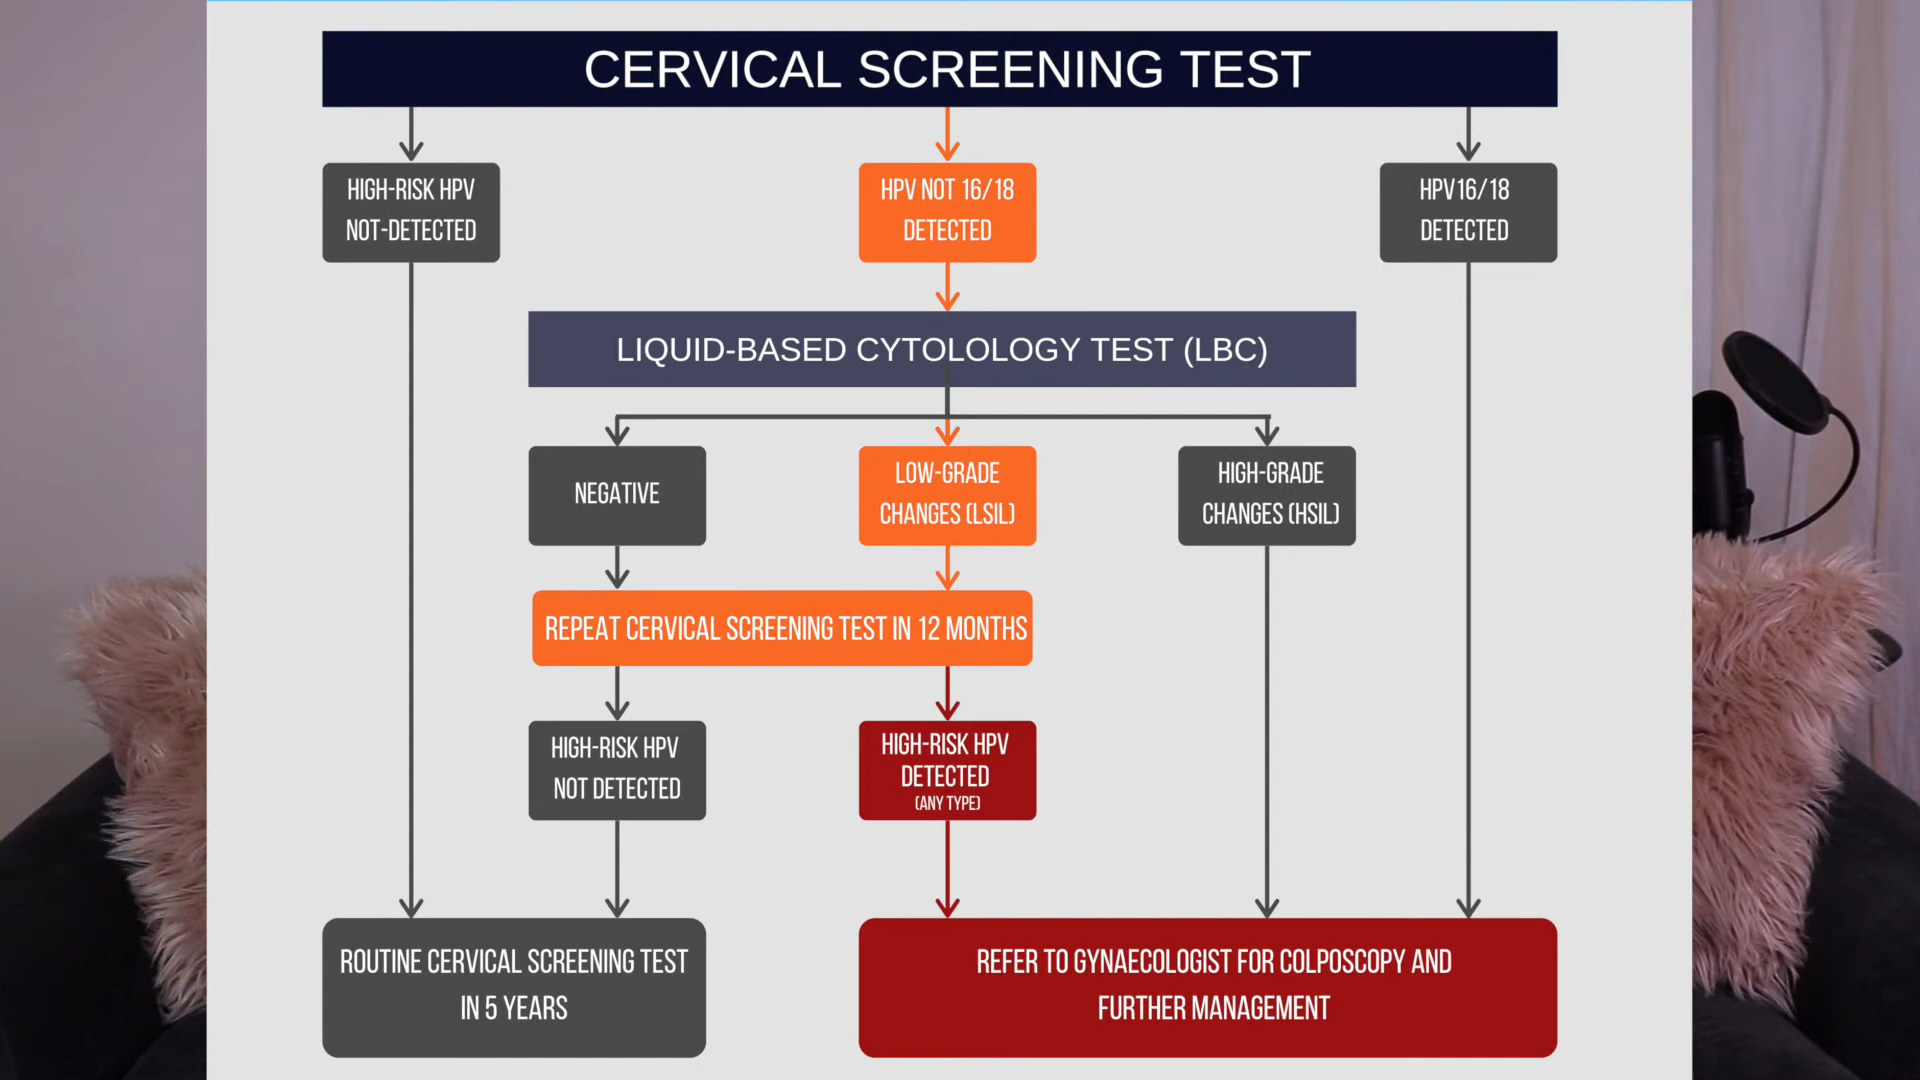 CERVICAL SCREENING TEST
HIGH-RISK HPV
NOT-DETECTED
HPV NOT 16/18
DETECTED
HPV16/18
DETECTED
LIQUID-BASED CYTOLOLOGY TEST (LBC)
NEGATIVE
LOW-GRADE
CHANGES (LSIL)
HIGH-GRADE
CHANGES (HSIL)
REPEAT CERVICAL SCREENING TEST IN 12 MONTHS
HIGH-RISK HPV
NOT DETECTED
HIGH-RISK HPV
DETECTED
(ANY TYPE)
ROUTINE CERVICAL SCREENING TEST
IN 5 YEARS
REFER TO GYNAECOLOGIST FOR COLPOSCOPY AND
FURTHER MANAGEMENT